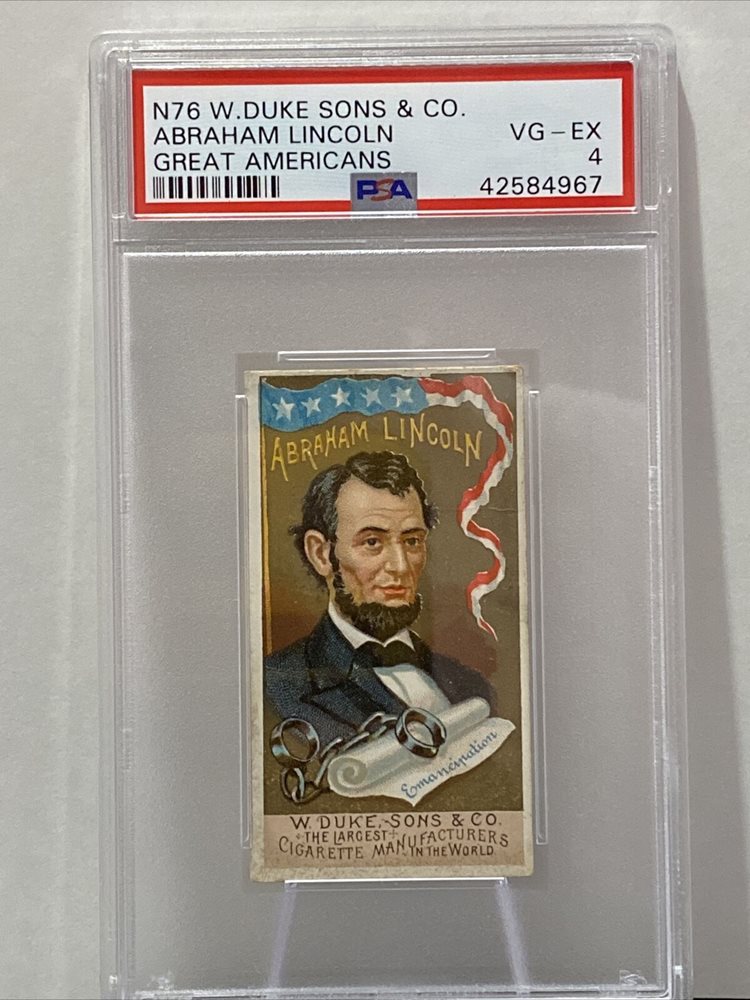 N76 W.DUKE SONS & CO.
ABRAHAM LINCOLN VG-EX
GREAT AMERICANS 4
PSA 42584967
ABRAHAM LINCOLN
Emancipation
W. DUKE, SONS & CO.
THE LARGEST
CIGARETTE MANUFACTURERS
IN THE WORLD.